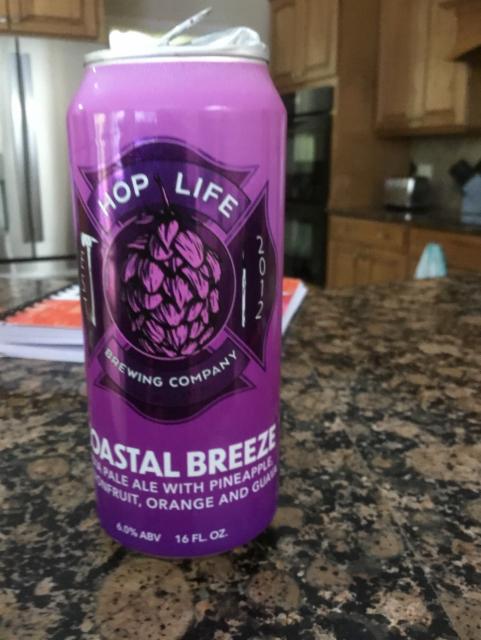 HOP LIFE
2012
BREWING COMPANY
OASTAL BREEZE
PALE ALE WITH PINEAPPLE,
ONFRUIT, ORANGE AND GUAVA
6.0% ABV 16 FL. OZ.